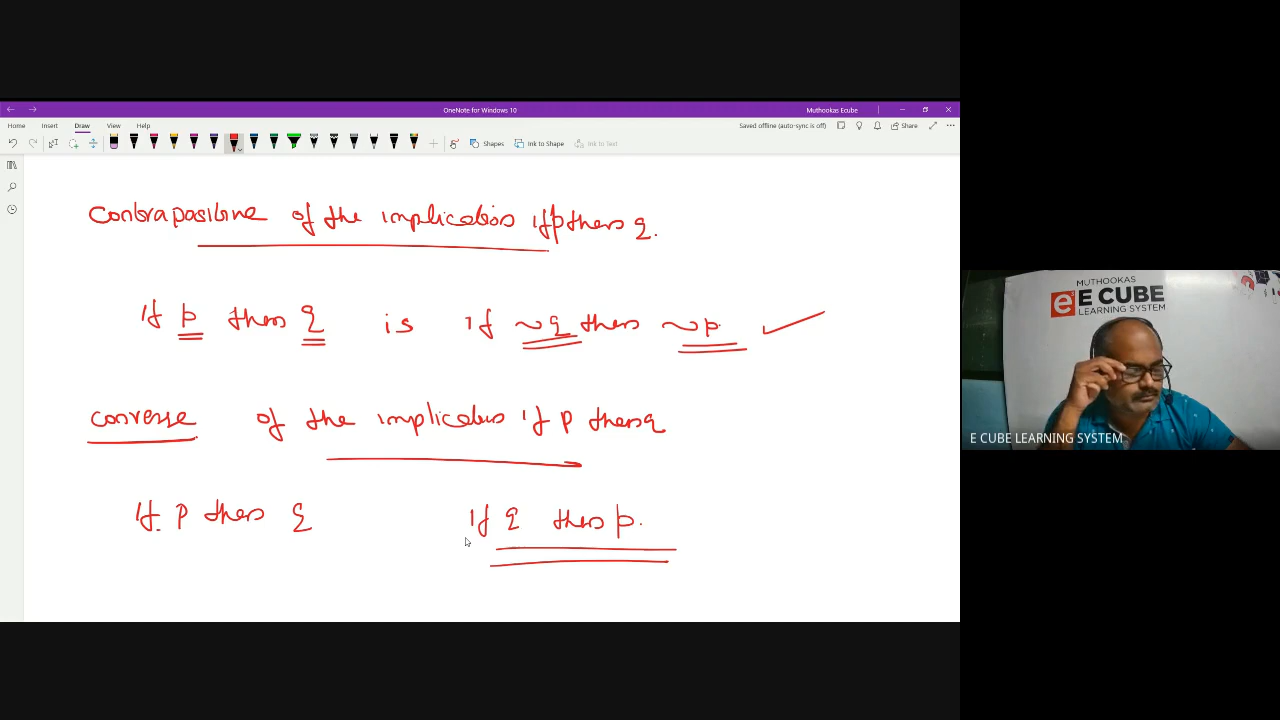 OneNote for Windows 10
Muthookas Ecube
Home Insert Draw View Help
Saved offline (auto-sync is off)
Share
Shapes Ink to Shape Ink to Text
Contrapositive of the implication if p then q.
If p then q is if ~q then ~p.
converse of the implication if p then q
If p then q if q then p.
MUTHOOKAS
e3 E CUBE
LEARNING SYSTEM
E CUBE LEARNING SYSTEM